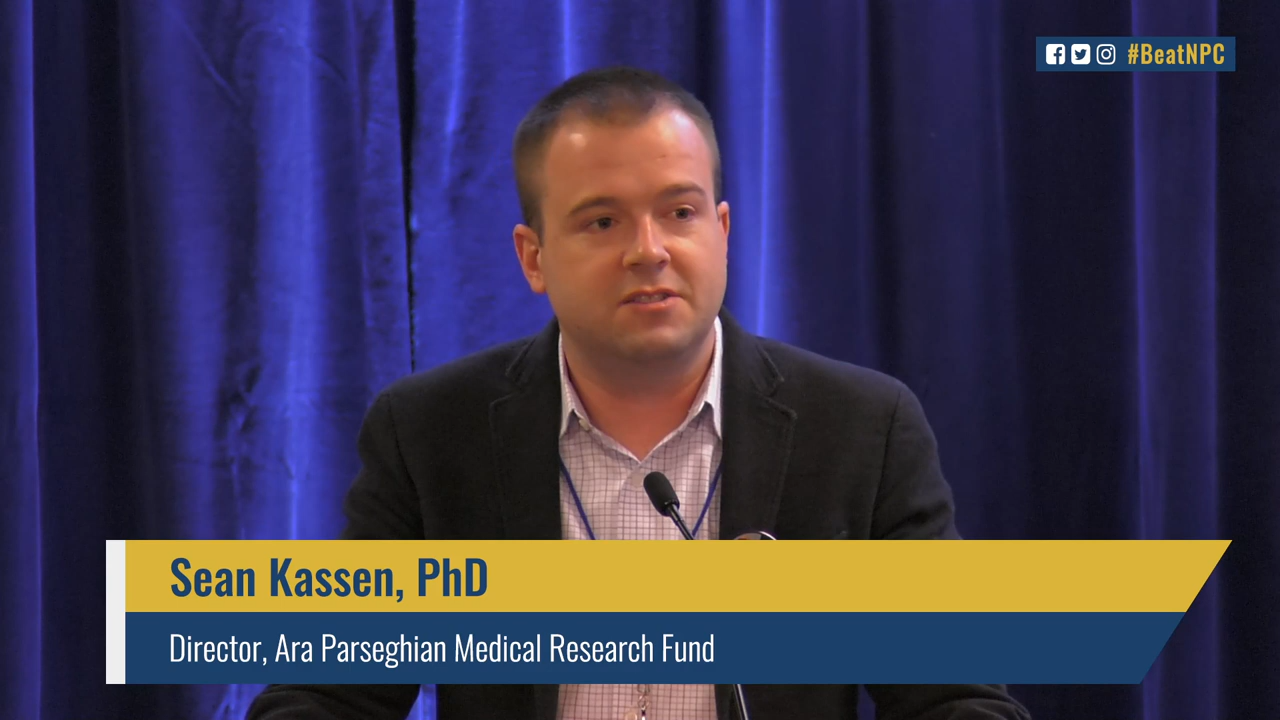 #BeatNPC
Sean Kassen, PhD
Director, Ara Parseghian Medical Research Fund